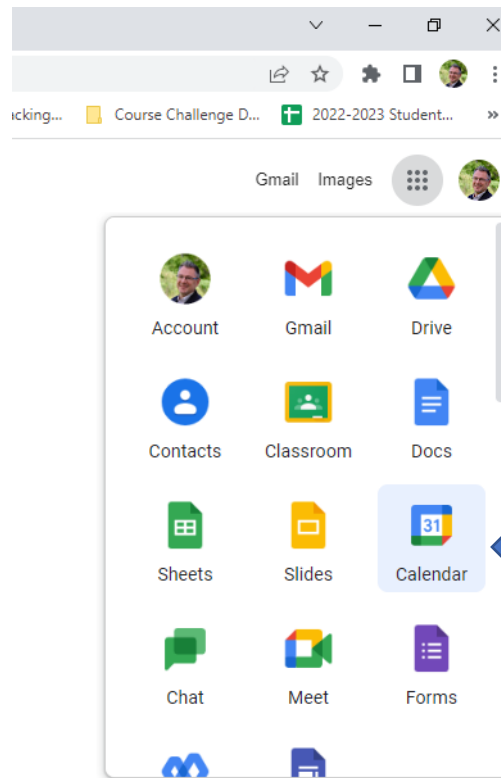 acking... Course Challenge D... 2022-2023 Student... »
Gmail Images
Account Gmail Drive
Contacts Classroom Docs
31
Sheets Slides Calendar
Chat Meet Forms